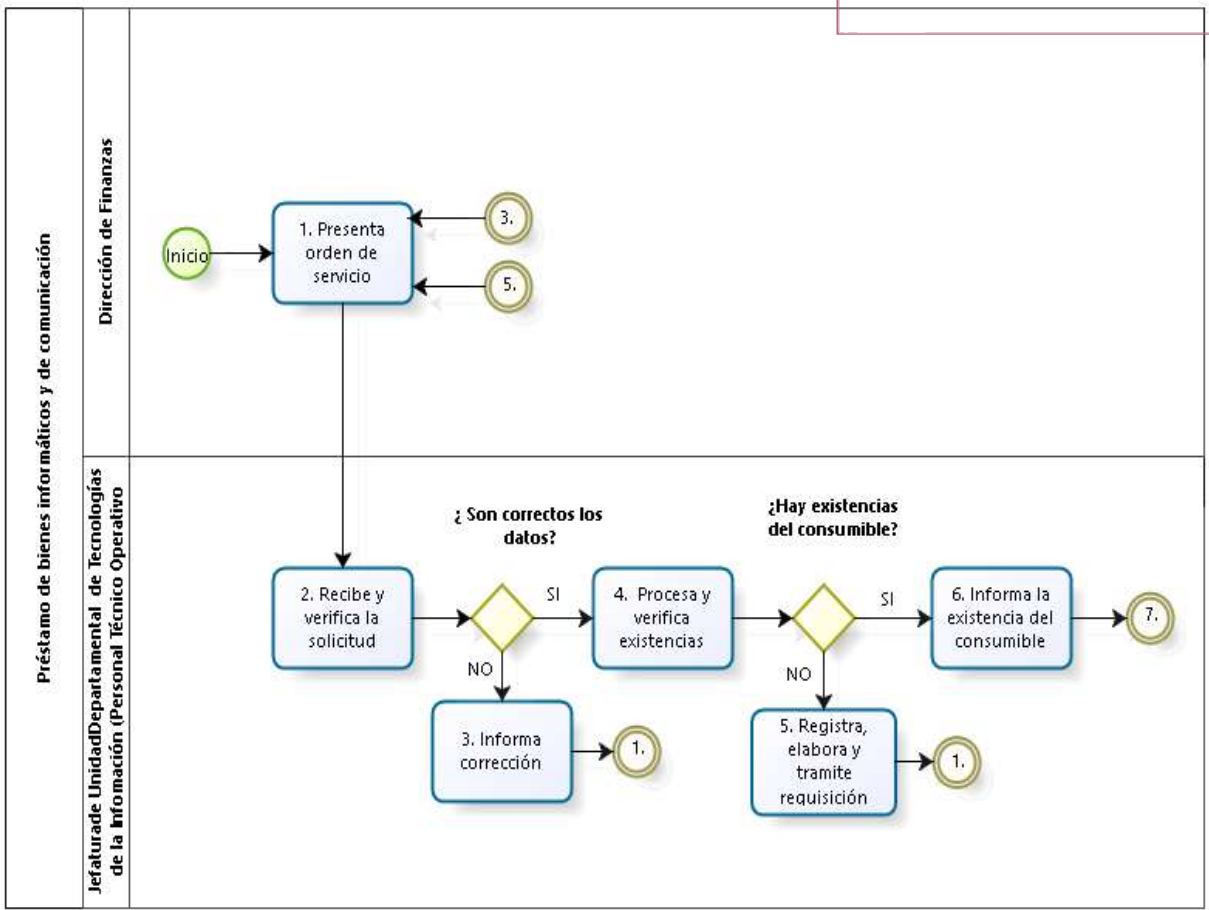 Préstamo de bienes informáticos y de comunicación
Dirección de Finanzas
Inicio
1. Presenta
orden de
servicio
3.
5.
Jefaturade UnidadDepartamental de Tecnologías
de la Infomación (Personal Técnico Operativo
2. Recibe y
verifica la
solicitud
¿ Son correctos los
datos?
SI
NO
3. Informa
corrección
1.
4. Procesa y
verifica
existencias
¿Hay existencias
del consumible?
SI
NO
5. Registra,
elabora y
tramite
requisición
1.
6. Informa la
existencia del
consumible
7.